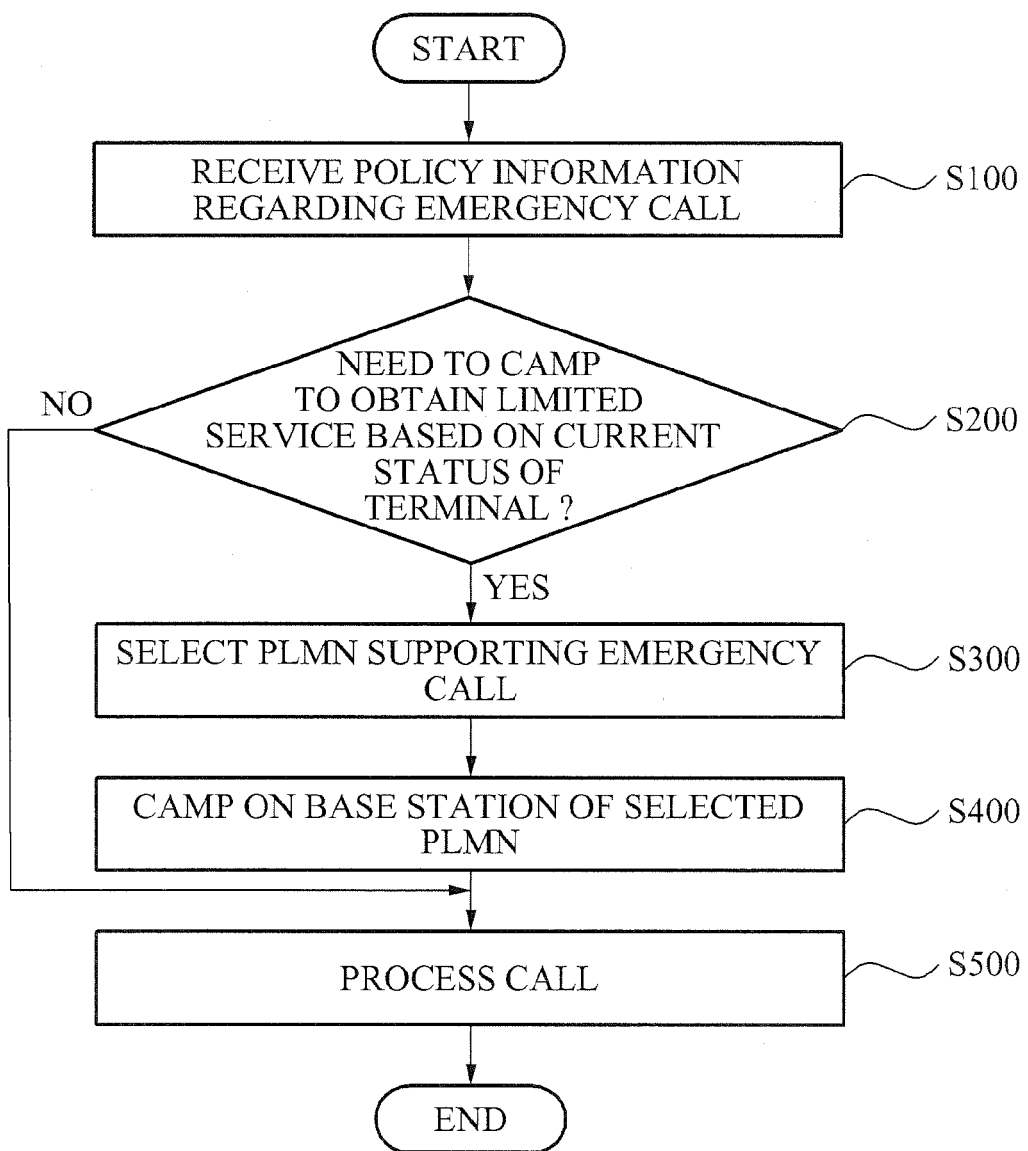 START
RECEIVE POLICY INFORMATION
REGARDING EMERGENCY CALL
S100
NEED TO CAMP
TO OBTAIN LIMITED
SERVICE BASED ON CURRENT
STATUS OF
TERMINAL ?
S200
NO
YES
SELECT PLMN SUPPORTING EMERGENCY
CALL
S300
CAMP ON BASE STATION OF SELECTED
PLMN
S400
PROCESS CALL
S500
END